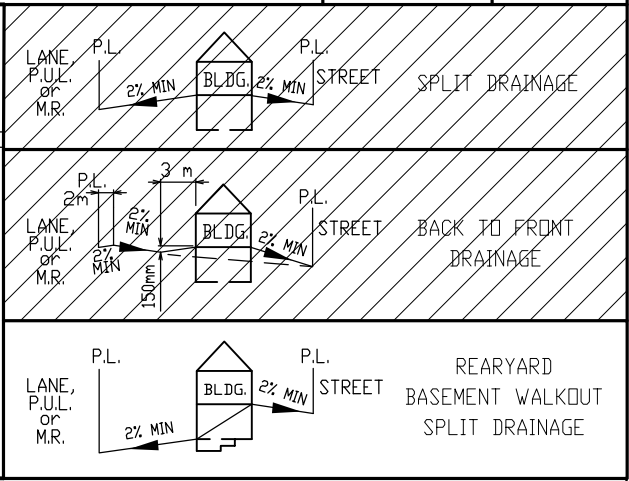 LANE,
P.U.L.
or
M.R.
P.L.
2% MIN
BLDG.
2% MIN
P.L.
STREET
SPLIT DRAINAGE
LANE,
P.U.L.
or
M.R.
P.L.
2m
2%
MIN
2%
MIN
3 m
150mm
BLDG.
2% MIN
P.L.
STREET
BACK TO FRONT
DRAINAGE
LANE,
P.U.L.
or
M.R.
P.L.
2% MIN
BLDG.
2% MIN
P.L.
STREET
REARYARD
BASEMENT WALKOUT
SPLIT DRAINAGE